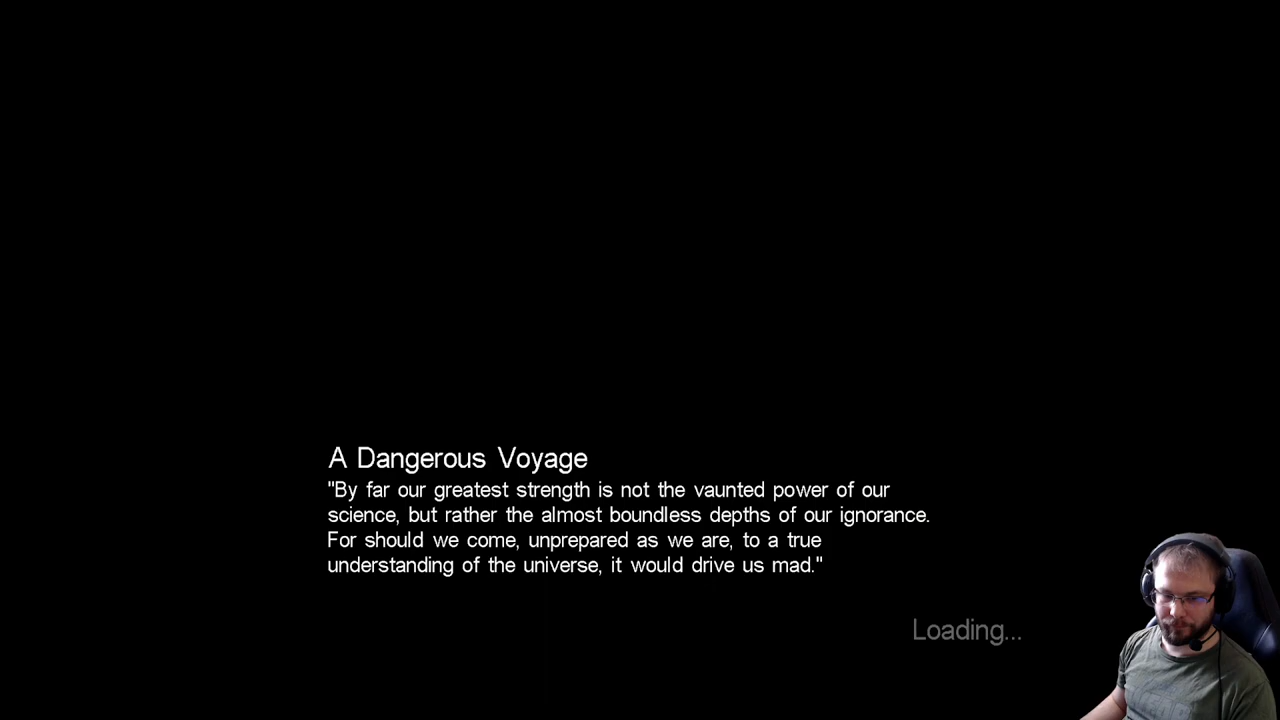 A Dangerous Voyage
"By far our greatest strength is not the vaunted power of our
science, but rather the almost boundless depths of our ignorance.
For should we come, unprepared as we are, to a true
understanding of the universe, it would drive us mad."
Loading...